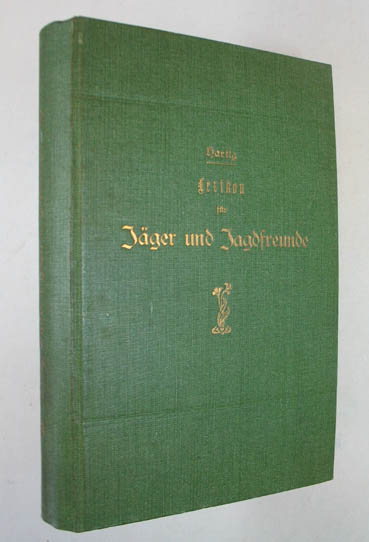 Hartig
Lexikon
für
Jäger und Jagdfreunde